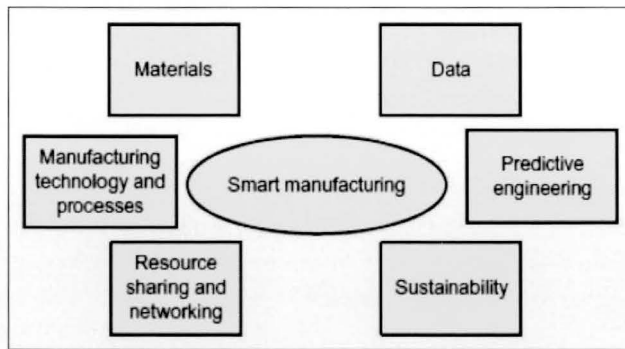 Materials
Data
Manufacturing
technology and
processes
Smart manufacturing
Predictive
engineering
Resource
sharing and
networking
Sustainability